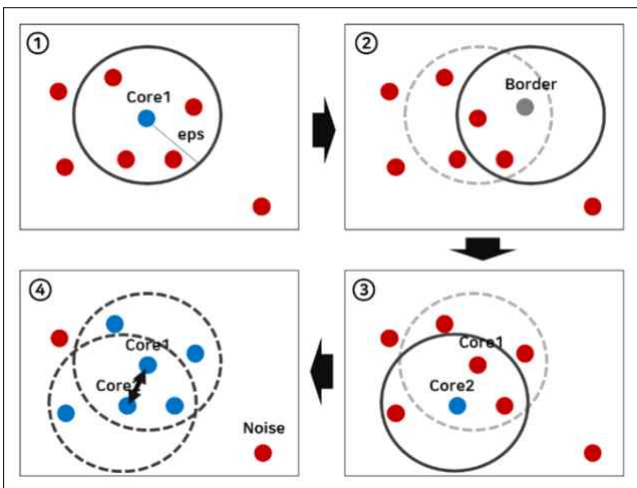 ①
Core1
eps
②
Border
④
Core1
Core2
Noise
③
Core1
Core2